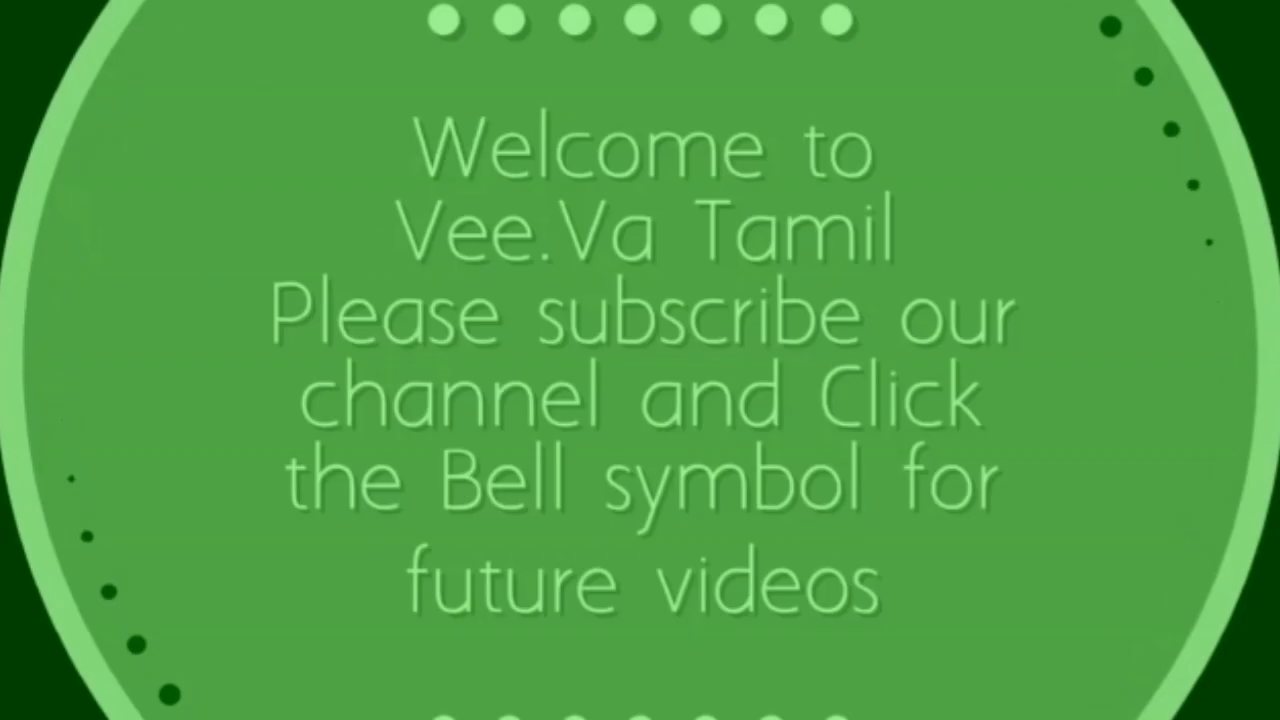 Welcome to
Vee.Va Tamil
Please subscribe our
channel and Click
the Bell symbol for
future videos